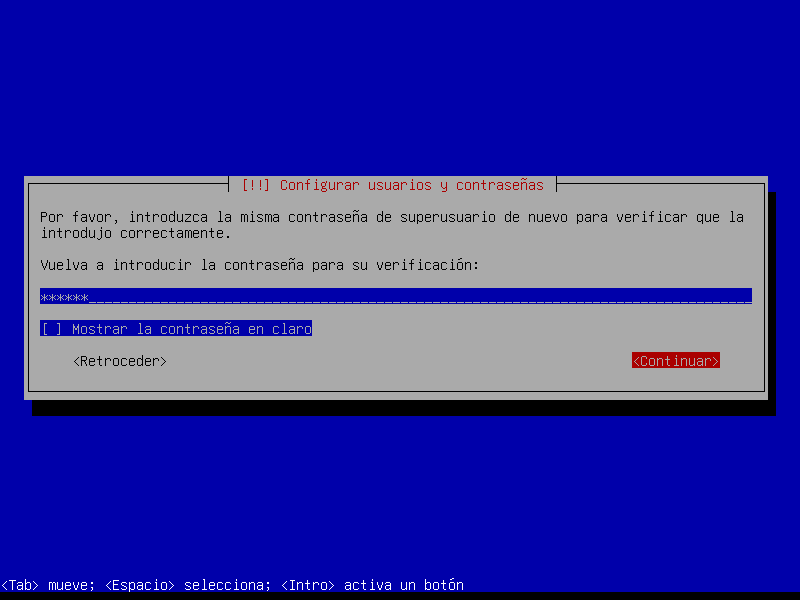 [!!] Configurar usuarios y contraseñas
Por favor, introduzca la misma contraseña de superusuario de nuevo para verificar que la
introdujo correctamente.
Vuelva a introducir la contraseña para su verificación:
******
[ ] Mostrar la contraseña en claro
<Retroceder> <Continuar>
<Tab> mueve; <Espacio> selecciona; <Intro> activa un botón